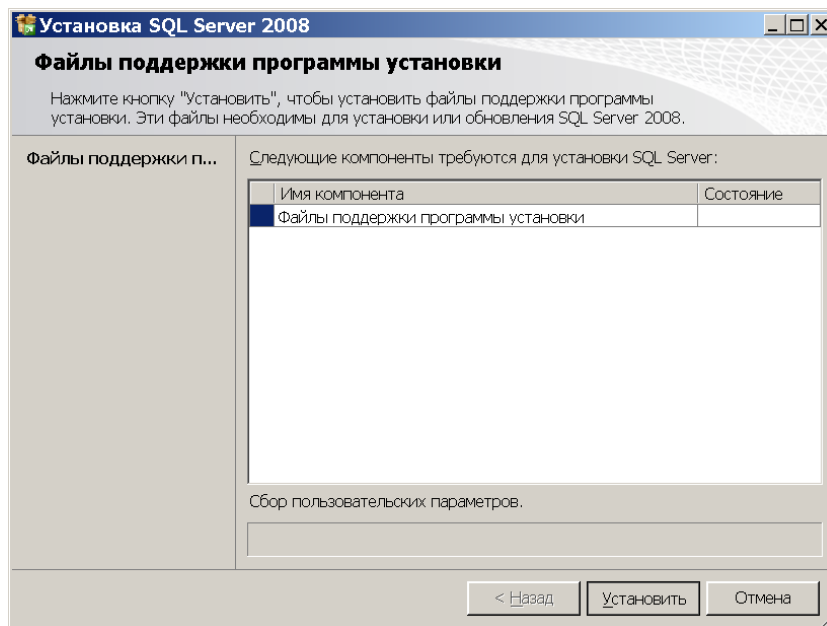 Установка SQL Server 2008
Файлы поддержки программы установки
Нажмите кнопку "Установить", чтобы установить файлы поддержки программы
установки. Эти файлы необходимы для установки или обновления SQL Server 2008.
Файлы поддержки п...
Следующие компоненты требуются для установки SQL Server:
Имя компонента Состояние
Файлы поддержки программы установки
Сбор пользовательских параметров.
< Назад Установить Отмена